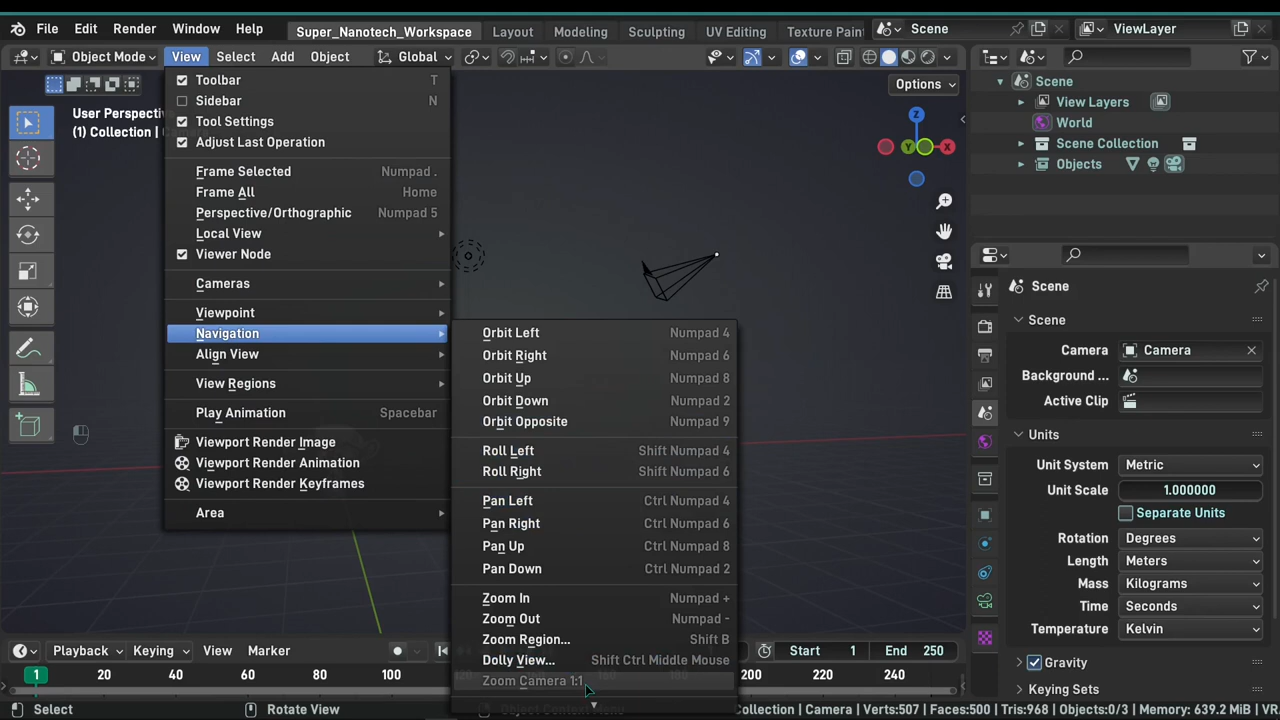 File Edit Render Window Help Super_Nanotech_Workspace Layout Modeling Sculpting UV Editing Texture Pain Scene ViewLayer
Object Mode View Select Add Object Global
Options
Toolbar T
Sidebar N
Tool Settings
Adjust Last Operation
Frame Selected Numpad .
Frame All Home
Perspective/Orthographic Numpad 5
Local View
Viewer Node
Cameras
Viewpoint
Navigation
Align View
View Regions
Play Animation Spacebar
Viewport Render Image
Viewport Render Animation
Viewport Render Keyframes
Area
User Perspectiv
(1) Collection |
Z
Y X
Orbit Left Numpad 4
Orbit Right Numpad 6
Orbit Up Numpad 8
Orbit Down Numpad 2
Orbit Opposite Numpad 9
Roll Left Shift Numpad 4
Roll Right Shift Numpad 6
Pan Left Ctrl Numpad 4
Pan Right Ctrl Numpad 6
Pan Up Ctrl Numpad 8
Pan Down Ctrl Numpad 2
Zoom In Numpad +
Zoom Out Numpad -
Zoom Region... Shift B
Dolly View... Shift Ctrl Middle Mouse
Zoom Camera 1:1
Scene
View Layers
World
Scene Collection
Objects
Scene
Scene
Camera Camera
Background ...
Active Clip
Units
Unit System Metric
Unit Scale 1.000000
Separate Units
Rotation Degrees
Length Meters
Mass Kilograms
Time Seconds
Temperature Kelvin
Gravity
Keying Sets
Playback Keying View Marker Start 1 End 250
1
Select Rotate View Object Context Menu Collection | Camera | Verts:507 | Faces:500 | Tris:968 | Objects:0/3 | Memory: 639.2 MiB | VR